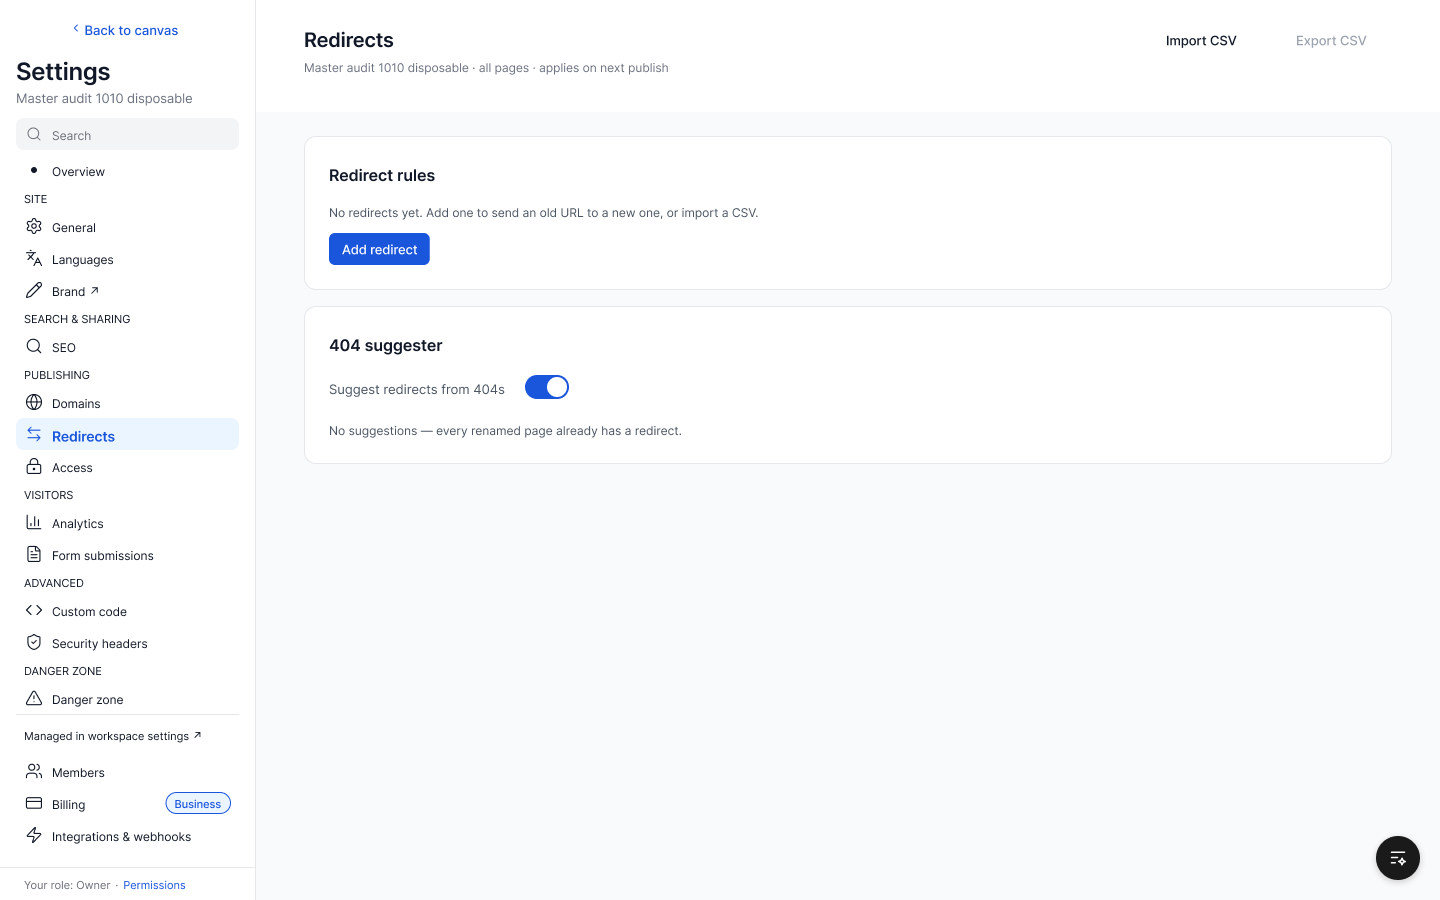 Back to canvas
Settings
Master audit 1010 disposable
Search
Overview
SITE
General
Languages
Brand ↗
SEARCH & SHARING
SEO
PUBLISHING
Domains
Redirects
Access
VISITORS
Analytics
Form submissions
ADVANCED
Custom code
Security headers
DANGER ZONE
Danger zone
Managed in workspace settings ↗
Members
Billing Business
Integrations & webhooks
Your role: Owner · Permissions
Redirects
Master audit 1010 disposable · all pages · applies on next publish
Import CSV Export CSV
Redirect rules
No redirects yet. Add one to send an old URL to a new one, or import a CSV.
Add redirect
404 suggester
Suggest redirects from 404s
No suggestions — every renamed page already has a redirect.